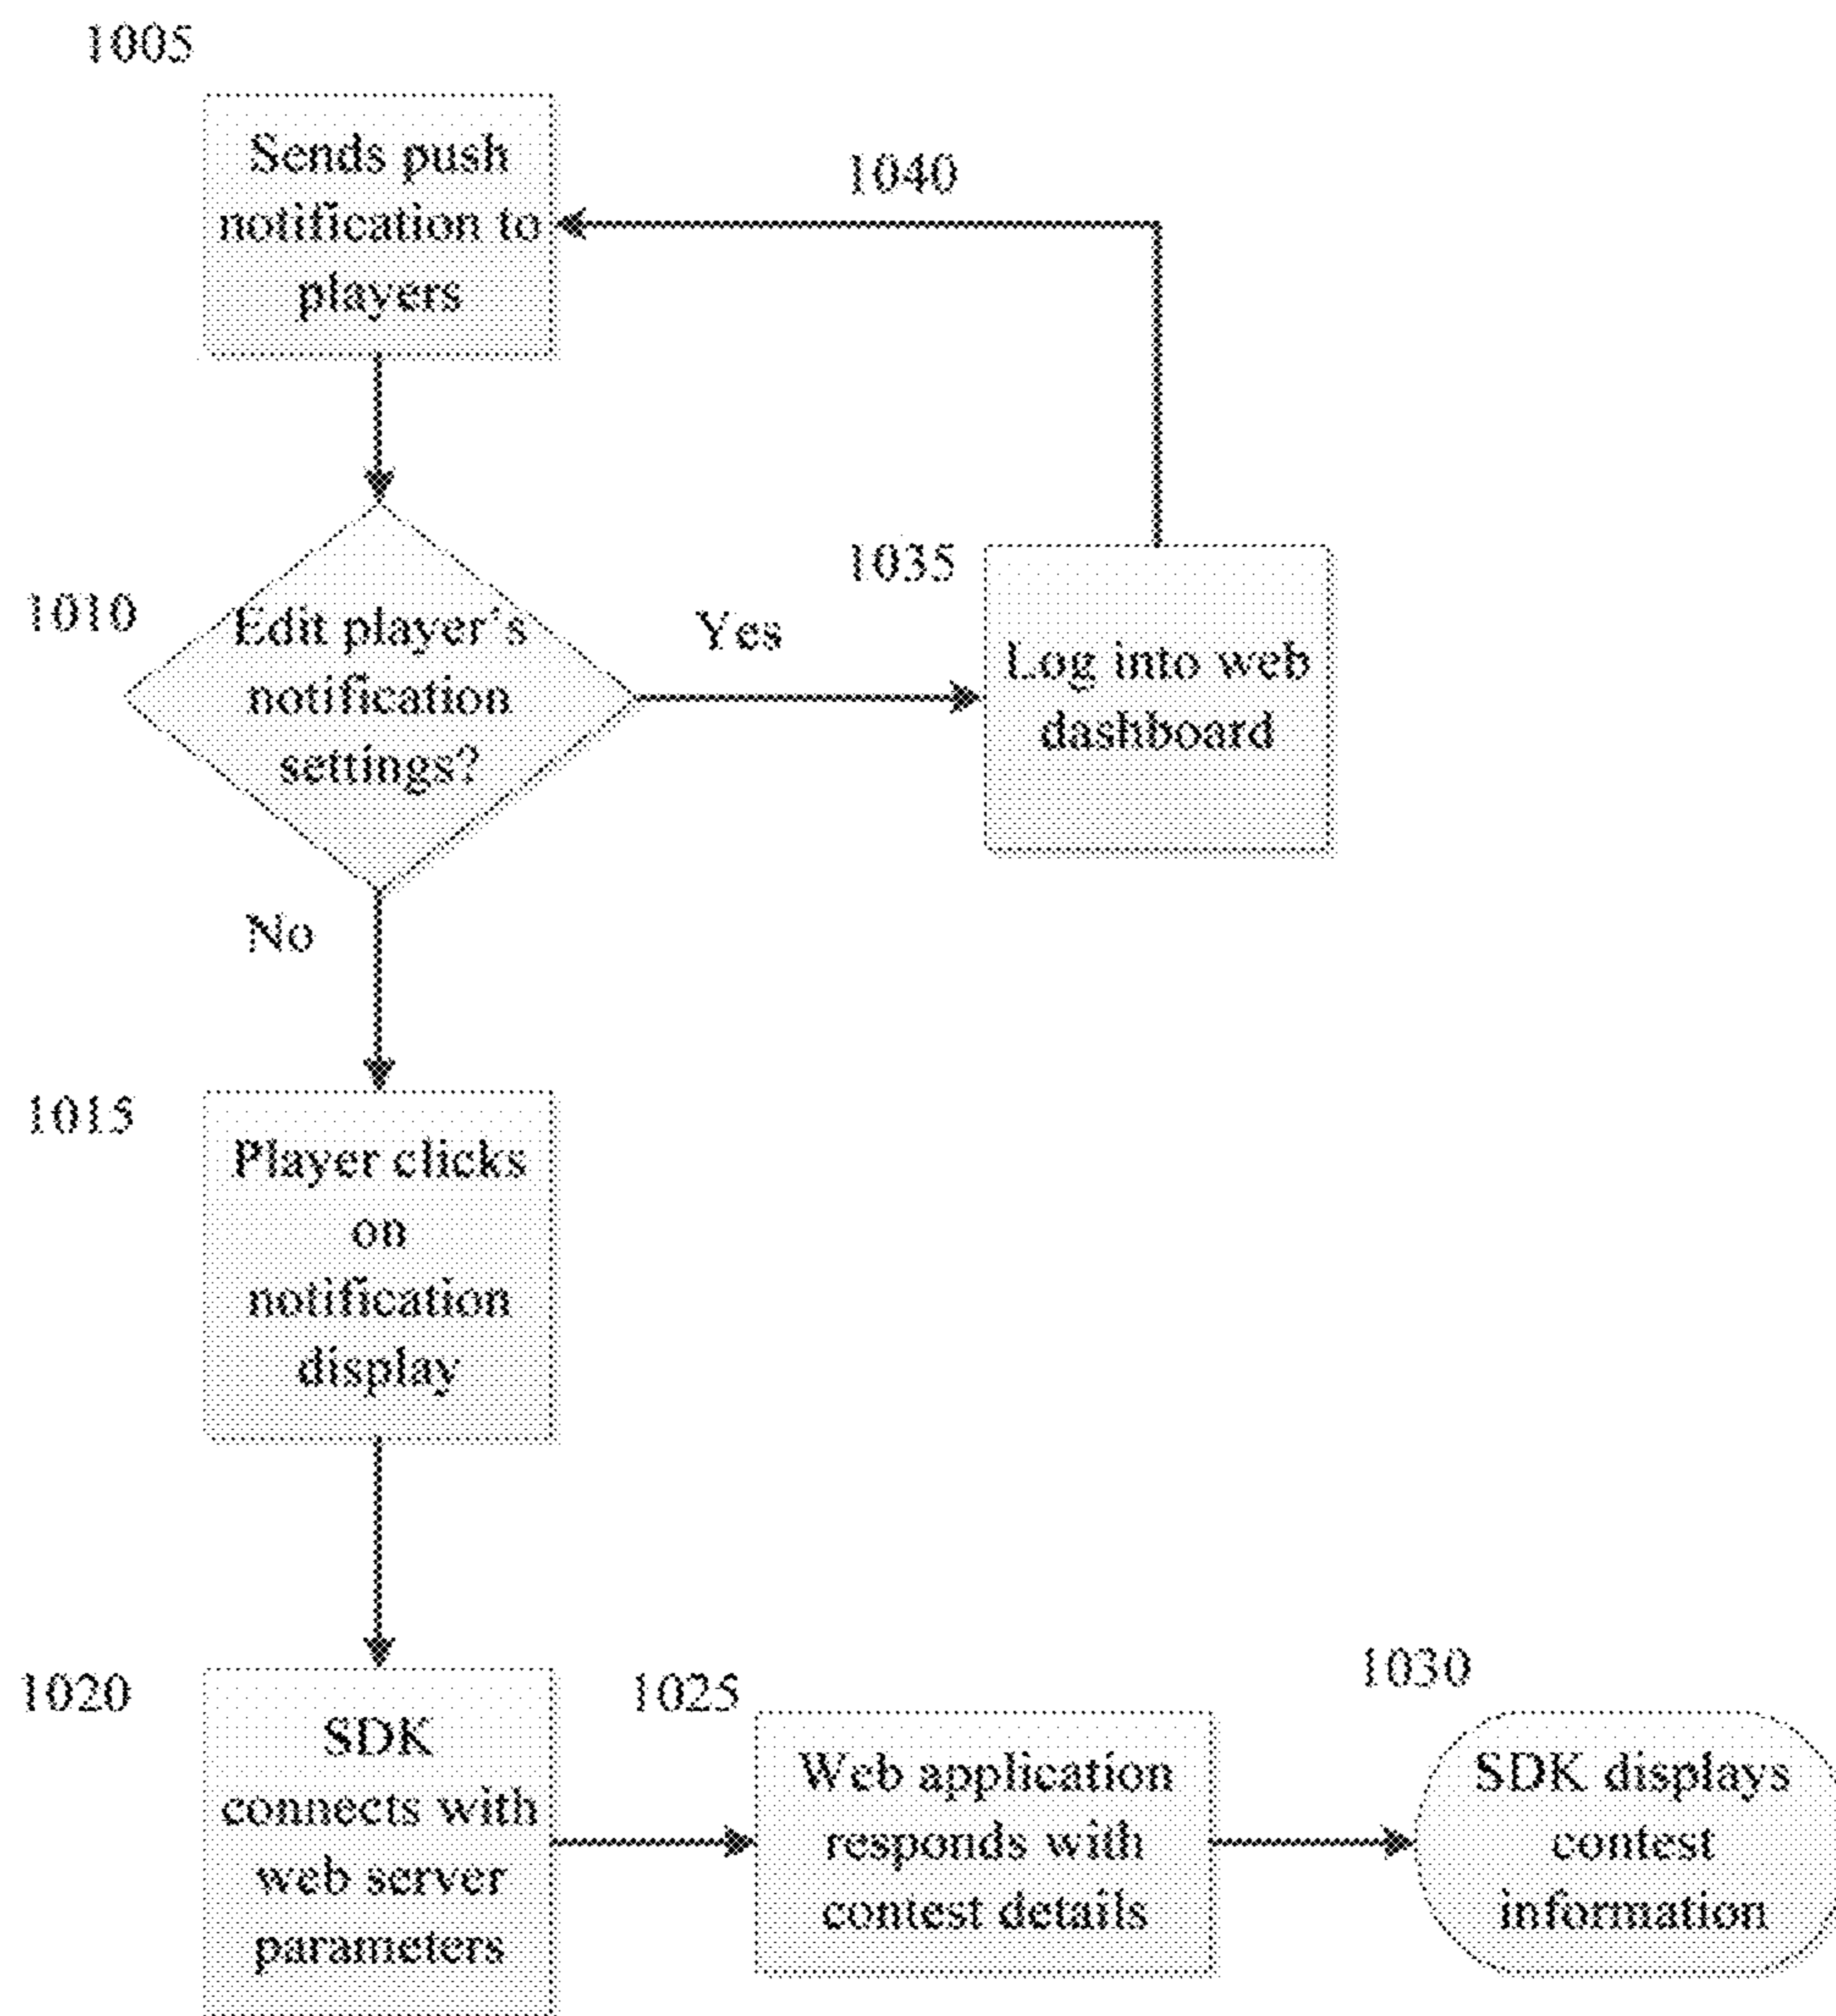 1005
Sends push
notification to
players
1040
1010
Edit player's
notification
settings?
Yes
1035
Log into web
dashboard
No
1015
Player clicks
on
notification
display
1020
SDK
connects with
web server
parameters
1025
Web application
responds with
contest details
1030
SDK displays
contest
information